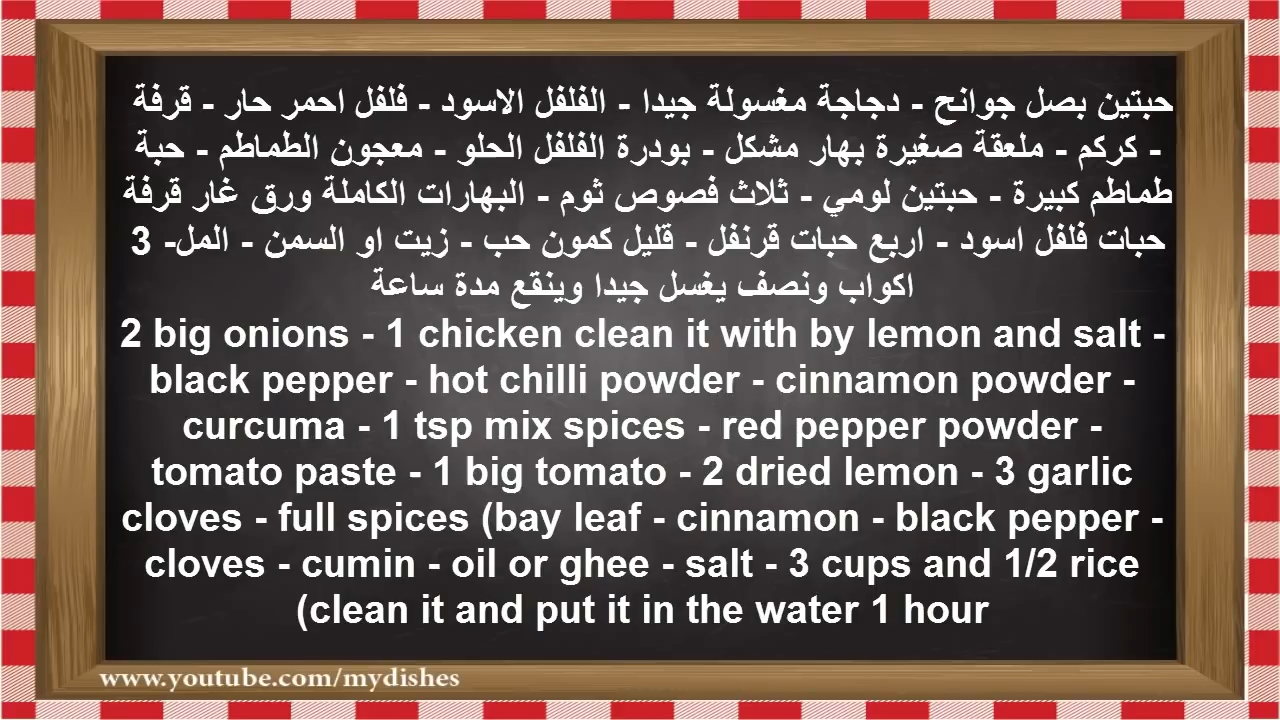 حبتين بصل جوانح - دجاجة مغسولة جيدا - الفلفل الاسود - فلفل احمر حار - قرفة
- كركم - ملعقة صغيرة بهار مشكل - بودرة الفلفل الحلو - معجون الطماطم - حبة
طماطم كبيرة - حبتين لومي - ثلاث فصوص ثوم - البهارات الكاملة ورق غار قرفة
حبات فلفل اسود - اربع حبات قرنفل - قليل كمون حب - زيت او السمن - المل- 3
اكواب ونصف يغسل جيدا وينقع مدة ساعة
2 big onions - 1 chicken clean it with by lemon and salt -
black pepper - hot chilli powder - cinnamon powder -
curcuma - 1 tsp mix spices - red pepper powder -
tomato paste - 1 big tomato - 2 dried lemon - 3 garlic
cloves - full spices (bay leaf - cinnamon - black pepper -
cloves - cumin - oil or ghee - salt - 3 cups and 1/2 rice
(clean it and put it in the water 1 hour
www.youtube.com/mydishes